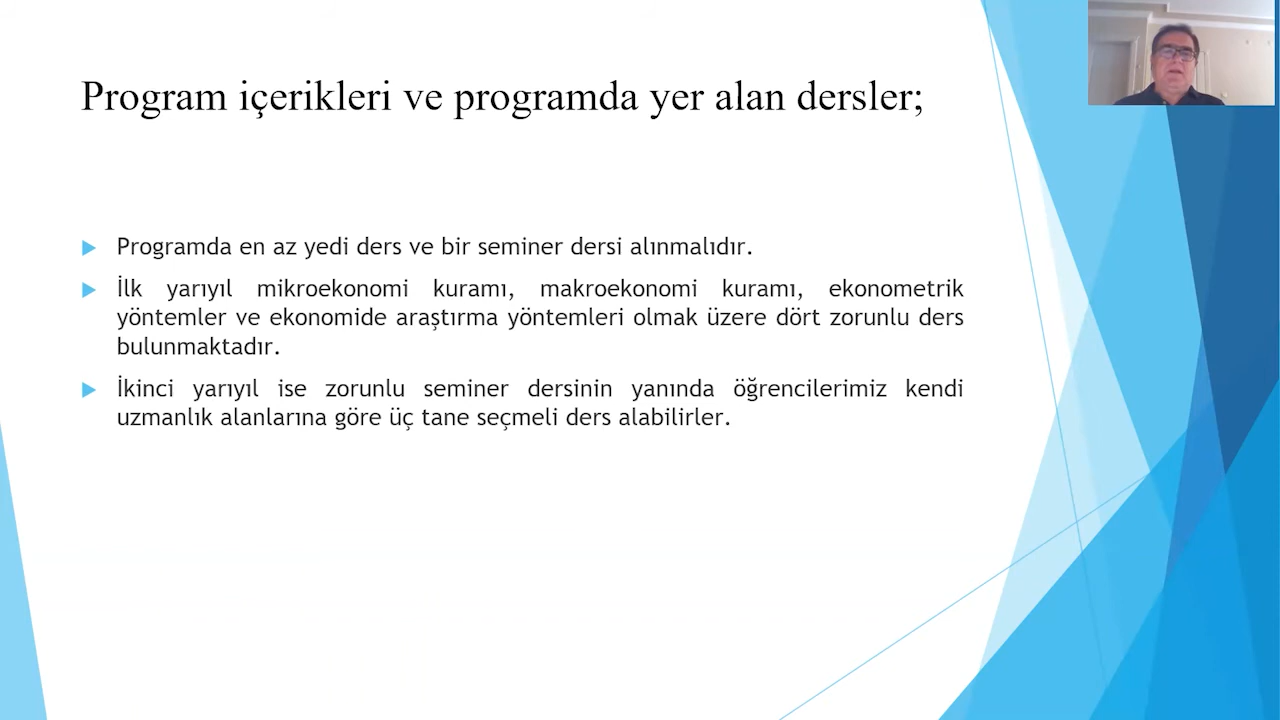 Program içerikleri ve programda yer alan dersler;
Programda en az yedi ders ve bir seminer dersi alınmalıdır.
İlk yarıyıl mikroekonomi kuramı, makroekonomi kuramı, ekonometrik
yöntemler ve ekonomide araştırma yöntemleri olmak üzere dört zorunlu ders
bulunmaktadır.
İkinci yarıyıl ise zorunlu seminer dersinin yanında öğrencilerimiz kendi
uzmanlık alanlarına göre üç tane seçmeli ders alabilirler.